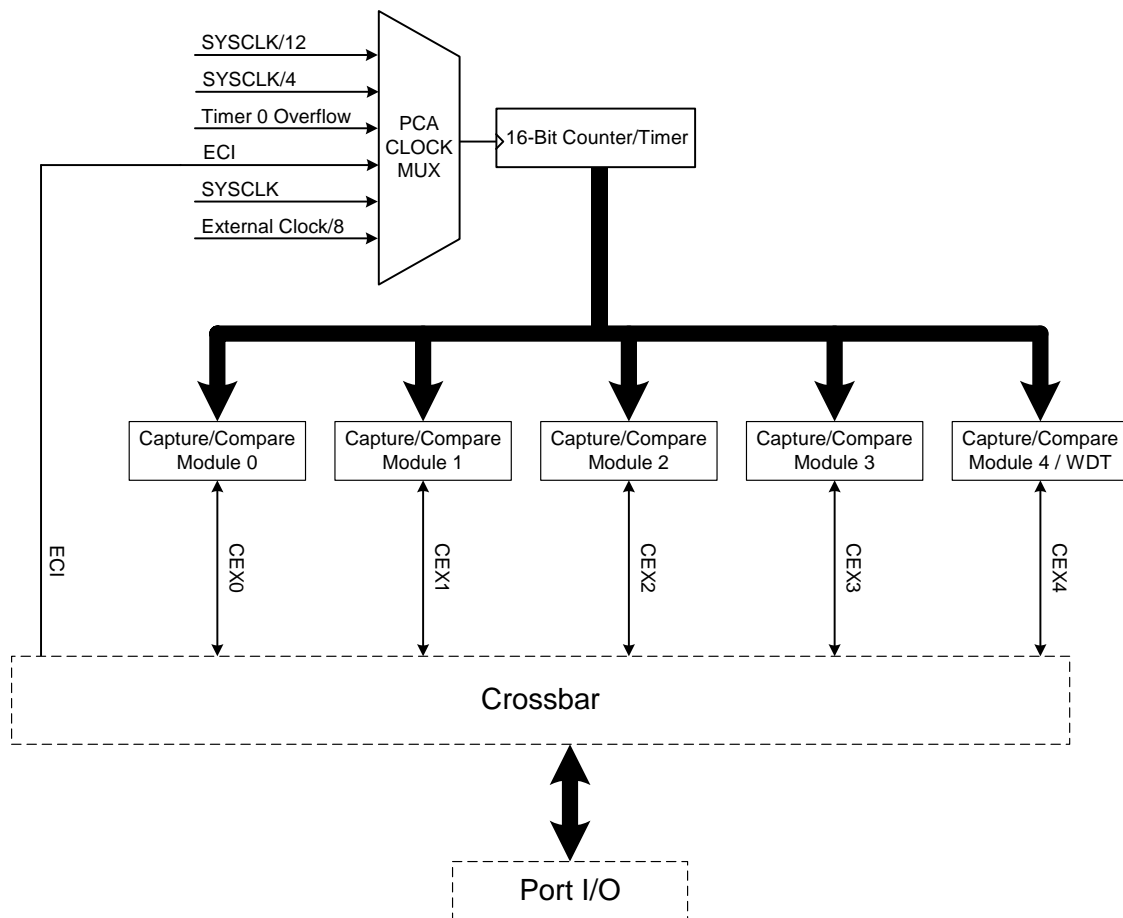 SYSCLK/12
SYSCLK/4
Timer 0 Overflow
ECI
SYSCLK
External Clock/8
PCA
CLOCK
MUX
16-Bit Counter/Timer
Capture/Compare
Module 0
Capture/Compare
Module 1
Capture/Compare
Module 2
Capture/Compare
Module 3
Capture/Compare
Module 4 / WDT
ECI
CEX0
CEX1
CEX2
CEX3
CEX4
Crossbar
Port I/O